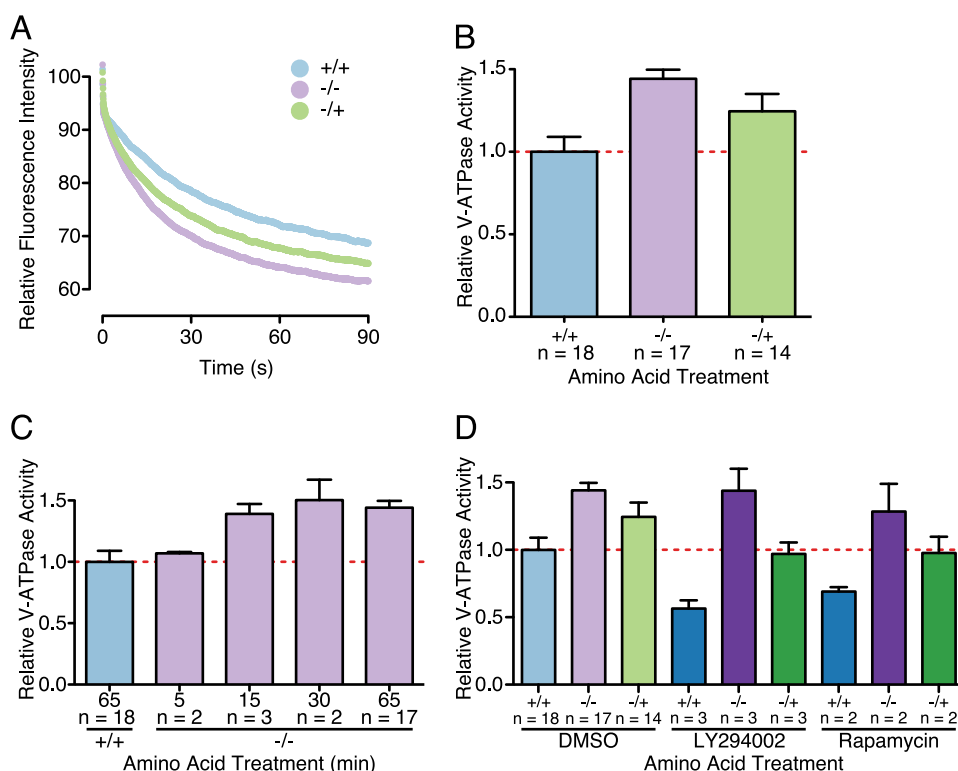 A
Relative Fluorescence Intensity
100
90
80
70
60
0
30
60
90
Time (s)
+/+
-/-
-/+
B
Relative V-ATPase Activity
1.5
1.0
0.5
0.0
+/+ -/- -/+
n = 18 n = 17 n = 14
Amino Acid Treatment
C
Relative V-ATPase Activity
1.5
1.0
0.5
0.0
65 5 15 30 65
n = 18 n = 2 n = 3 n = 2 n = 17
+/+ -/-
Amino Acid Treatment (min)
D
Relative V-ATPase Activity
1.5
1.0
0.5
0.0
+/+ -/- -/+ +/+ -/- -/+ +/+ -/- -/+
n = 18 n = 17 n = 14 n = 3 n = 3 n = 3 n = 2 n = 2 n = 2
DMSO LY294002 Rapamycin
Amino Acid Treatment